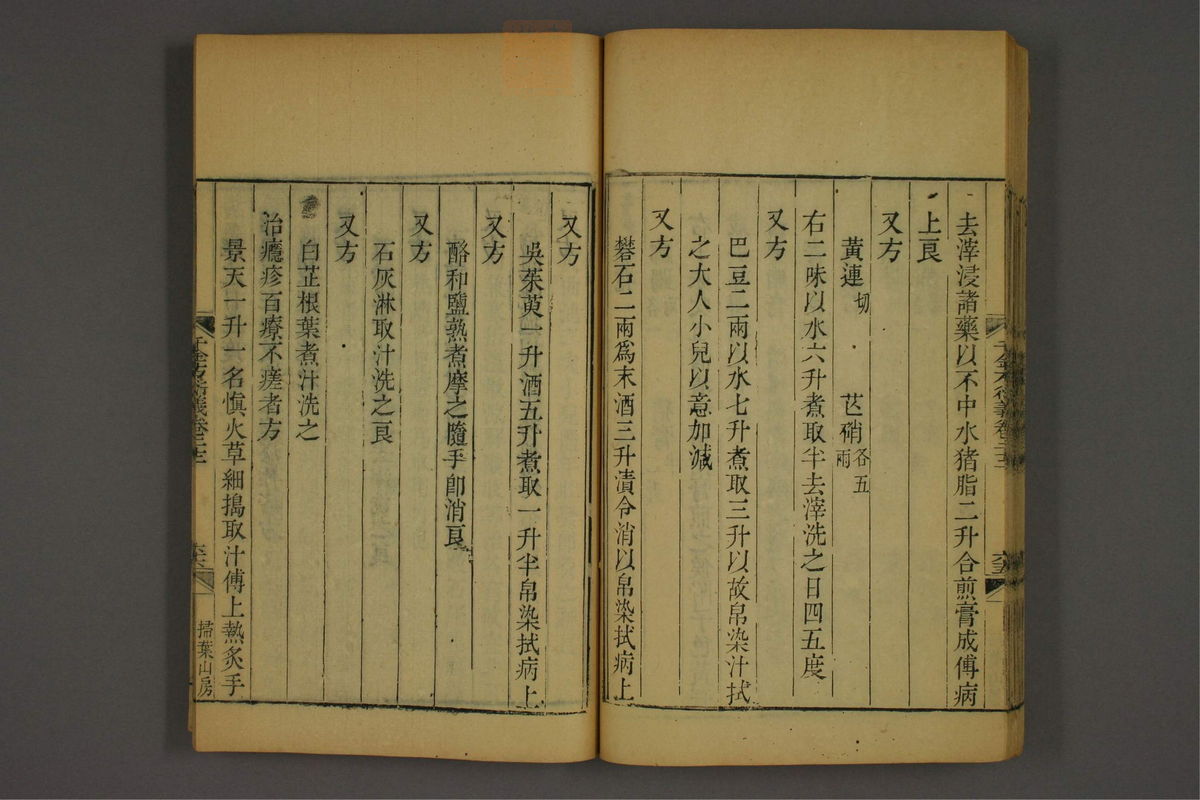 去滓浸諸藥以不中水猪脂二升合煎膏成傅病
上良
又方
黃連切 芒硝各五兩
右二味以水六升煮取半去滓洗之日四五度
又方
巴豆二兩以水七升煮取三升以故帛染汁拭
之大人小兒以意加減
又方
礬石二兩爲末酒三升漬令消以帛染拭病上
又方
吳茱萸一升酒五升煮取一升半帛染拭病上
又方
酪和鹽熟煮摩之隨手卽消良
又方
石灰淋取汁洗之良
又方
白芷根葉煮汁洗之
治癮疹百療不瘥者方
景天一升一名愼火草細搗取汁傅上熱炙手
掃葉山房